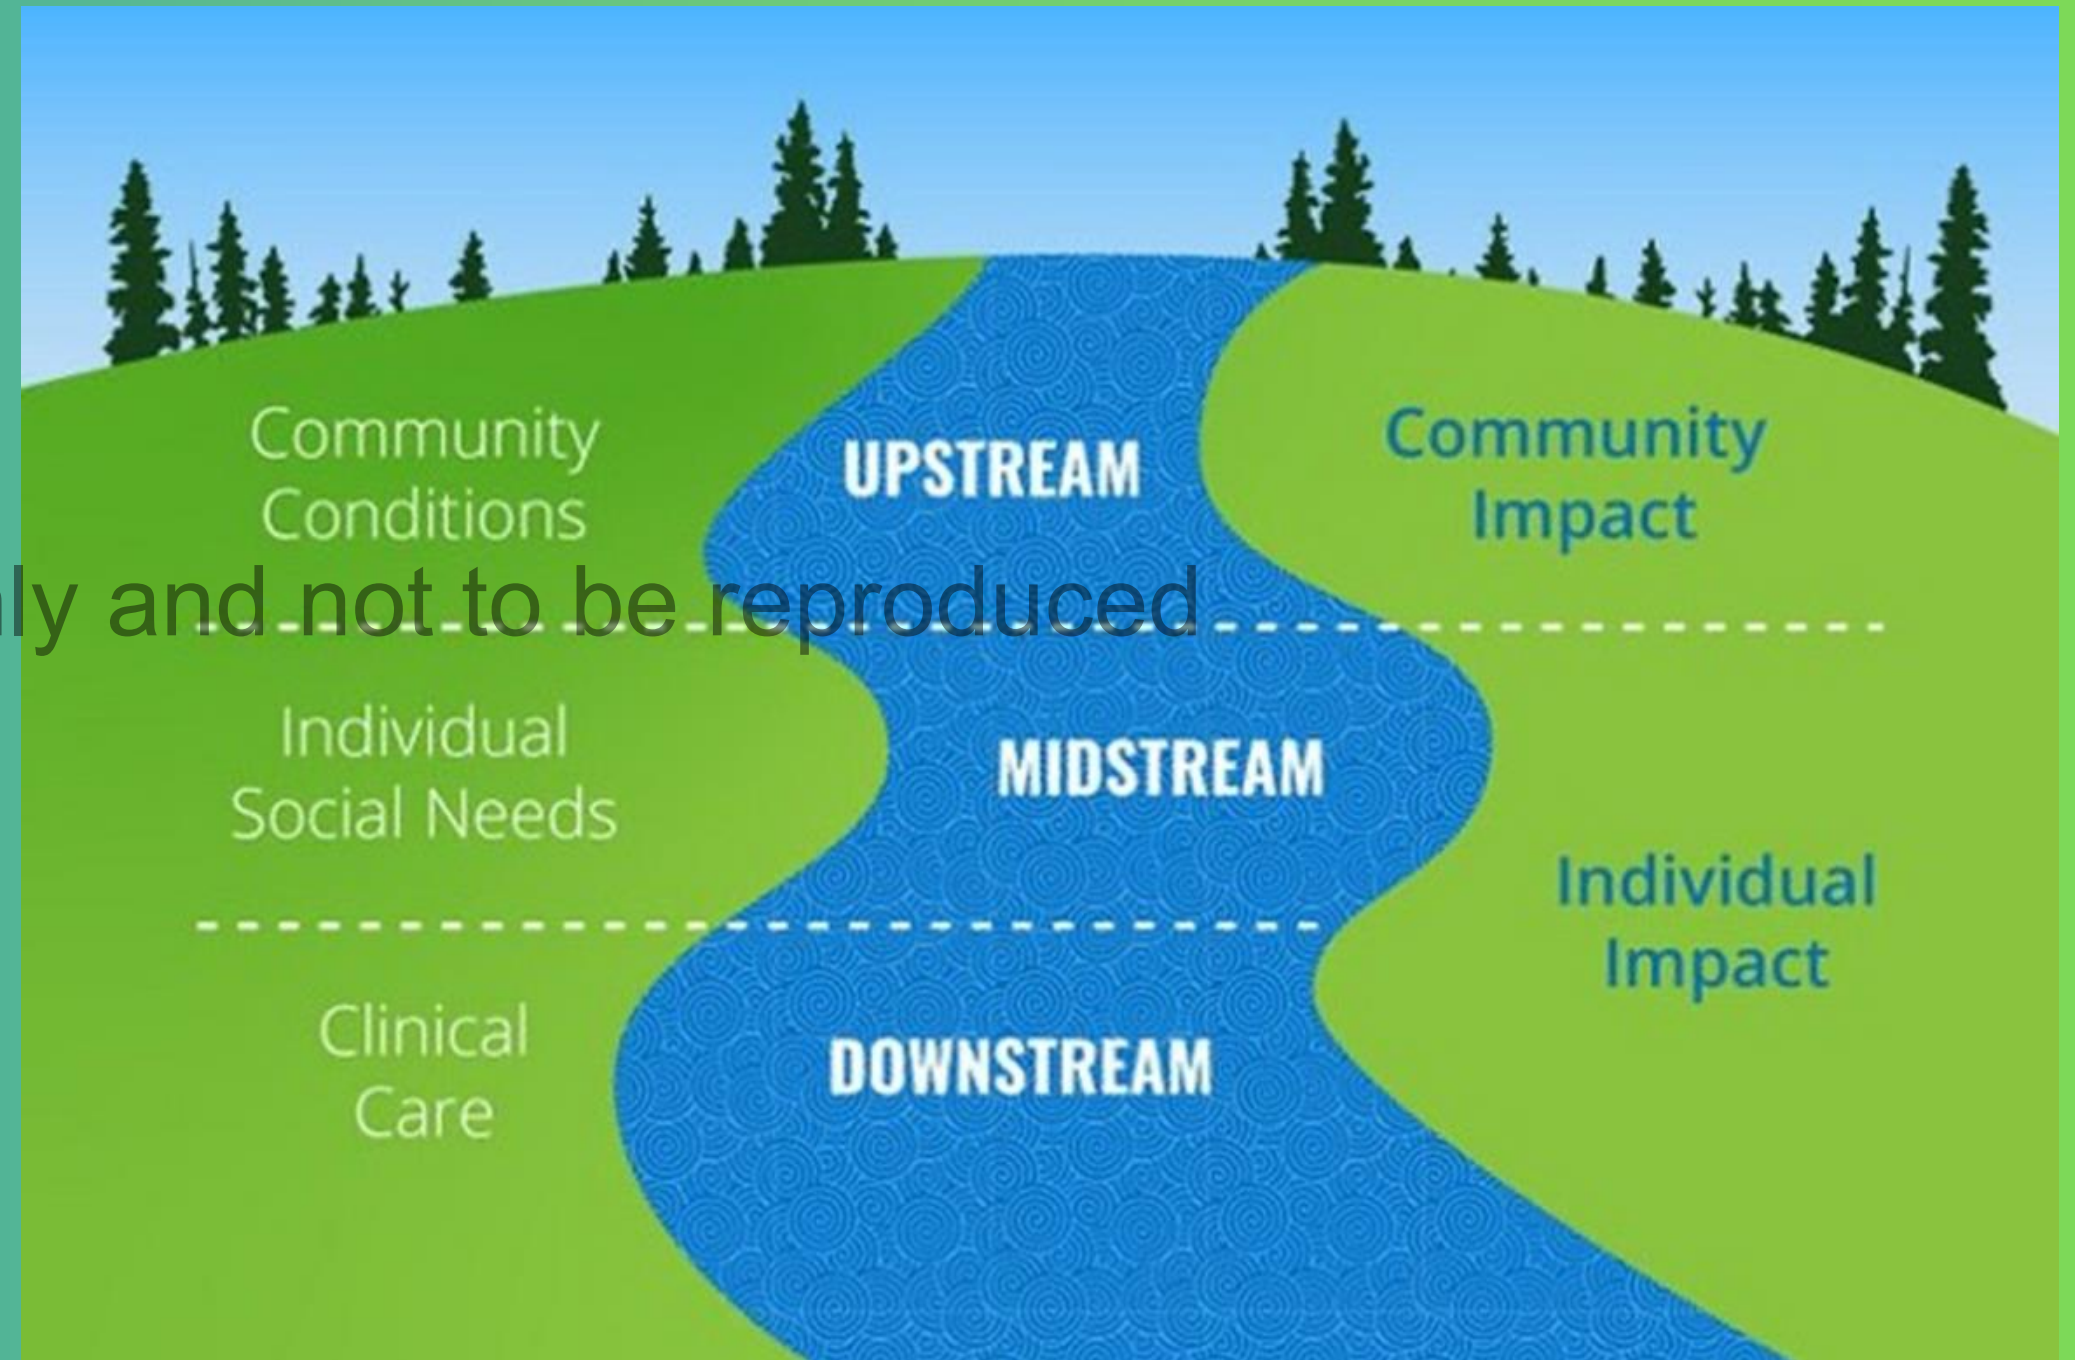 Community
Conditions
UPSTREAM
Community
Impact
and not to be reproduced
Individual
Social Needs
MIDSTREAM
Individual
Impact
Clinical
Care
DOWNSTREAM